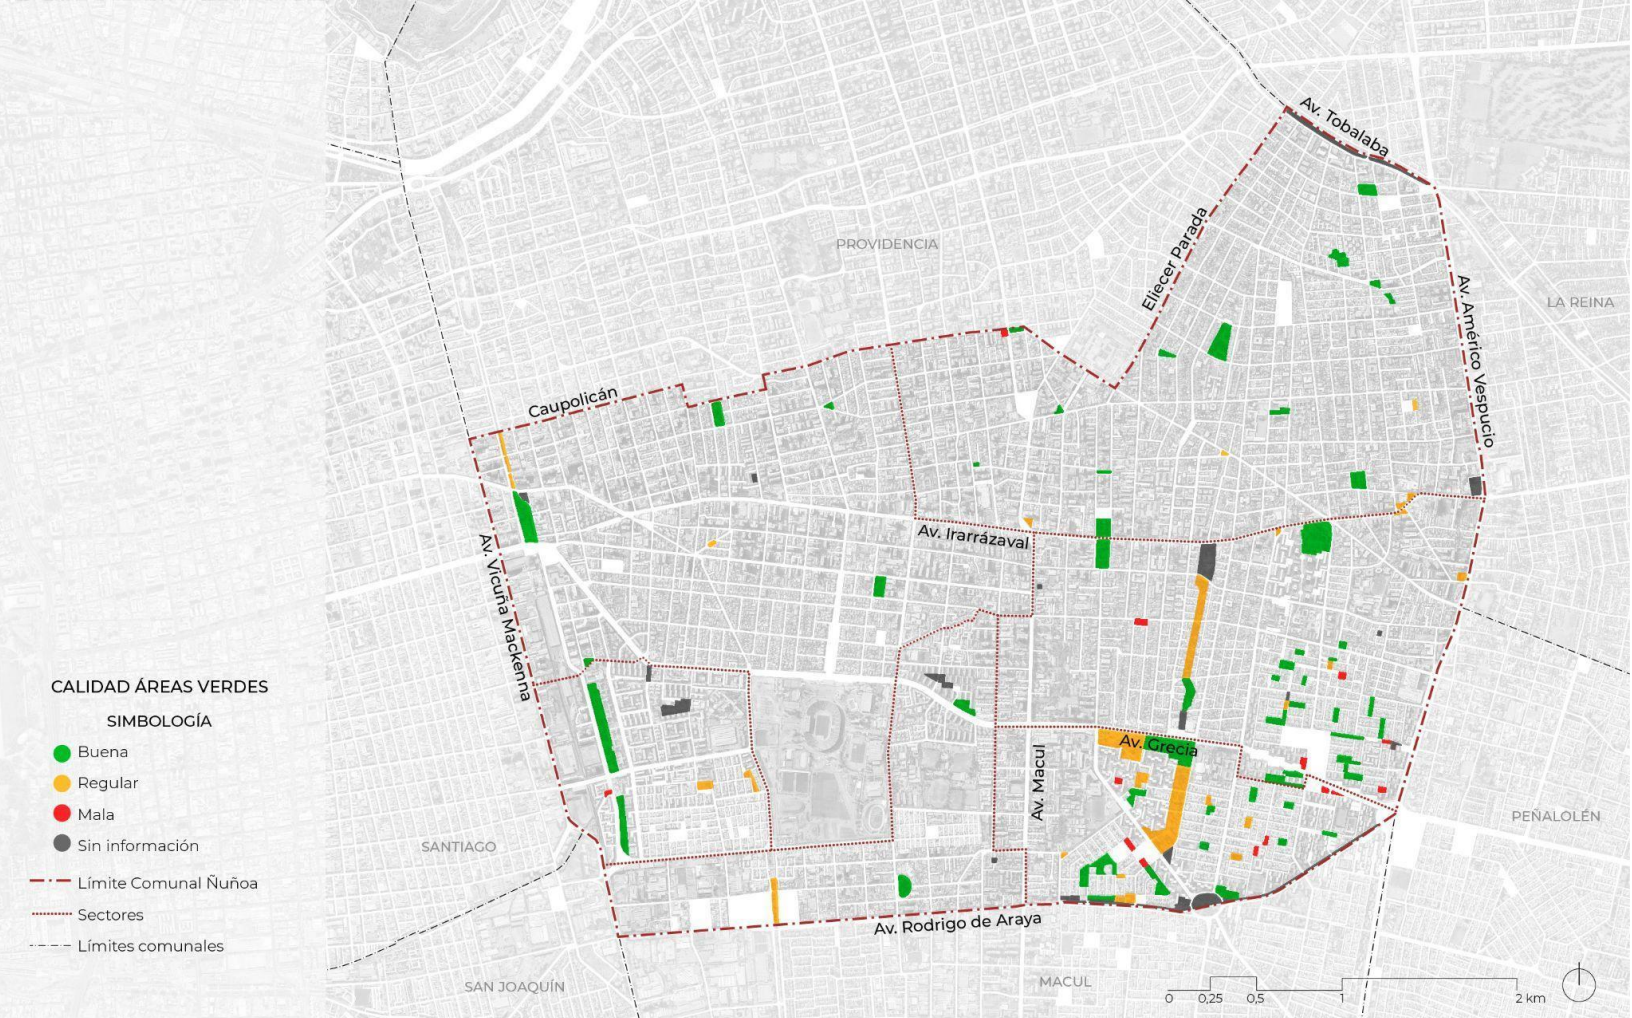 Av. Tobalaba
PROVIDENCIA
Eliecer Parada
LA REINA
Av. Américo Vespucio
Caupolicán
Av. Irarrázaval
Av. Vicuña Mackenna
CALIDAD ÁREAS VERDES
SIMBOLOGÍA
Buena
Regular
Mala
Sin información
Límite Comunal Ñuñoa
Sectores
Límites comunales
Av. Grecia
Av. Macul
PEÑALOLÉN
SANTIAGO
Av. Rodrigo de Araya
SAN JOAQUÍN
MACUL
0 0,25 0,5 1 2 km